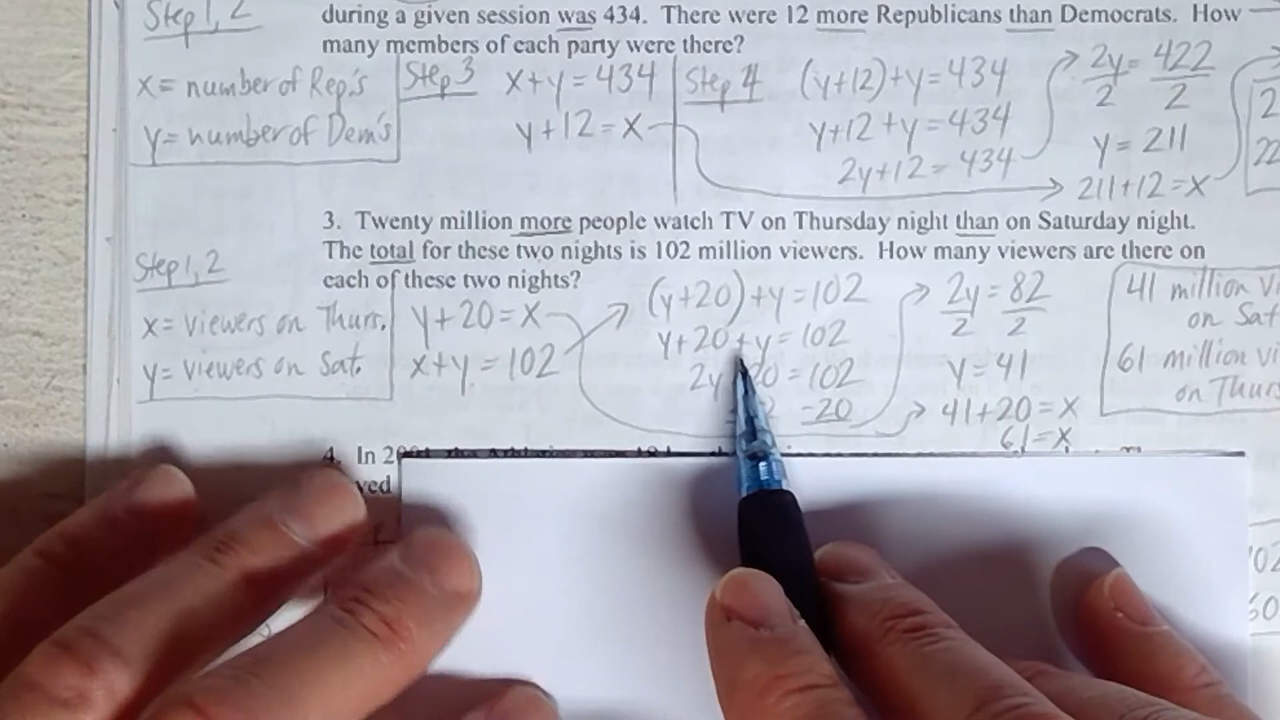 Step 1, 2
during a given session was 434. There were 12 more Republicans than Democrats. How
many members of each party were there?
x = number of Rep's
y = number of Dem's
Step 3
x + y = 434
y + 12 = x
Step 4
(y+12) + y = 434
y + 12 + y = 434
2y + 12 = 434
2y = 422
2 2
y = 211
211 + 12 = x
3. Twenty million more people watch TV on Thursday night than on Saturday night.
The total for these two nights is 102 million viewers. How many viewers are there on
each of these two nights?
Step 1, 2
x = viewers on Thurs.
y = viewers on Sat.
y + 20 = x
x + y = 102
(y+20) + y = 102
y + 20 + y = 102
= 102
-20
2y = 82
2 2
y = 41
41 + 20 = x
61 = x
41 million
on Sat
61 million
on
4. In